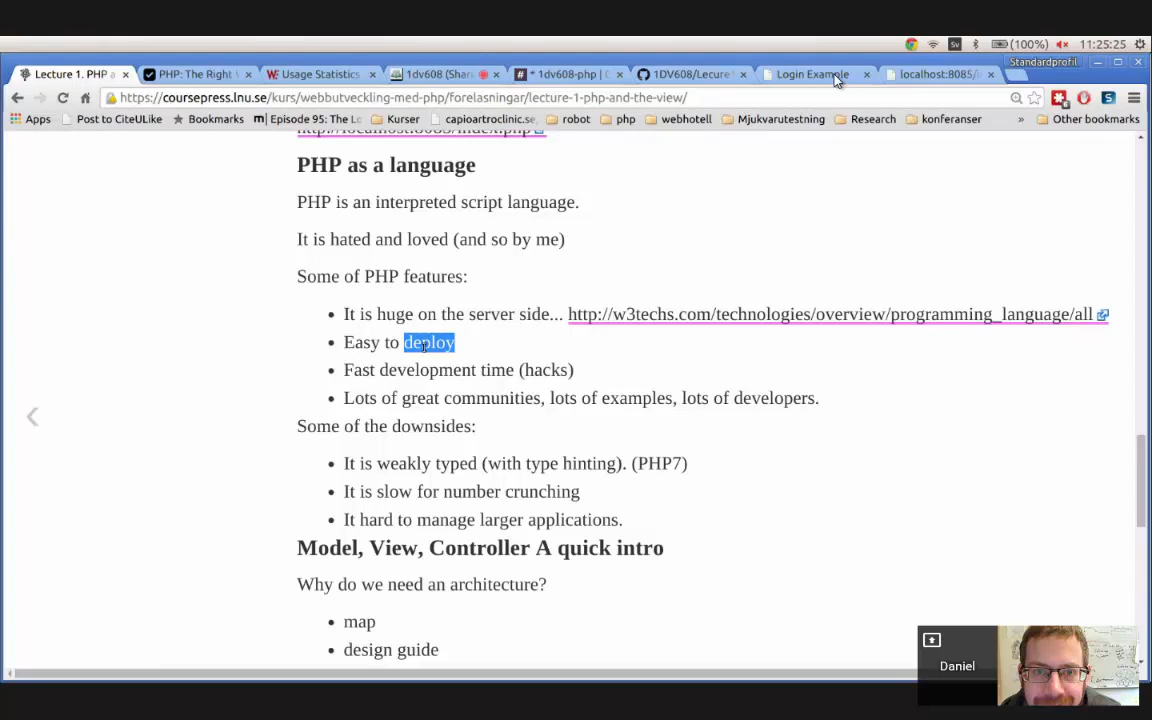 Sv (100%) 11:25:25
Standardprofil
Lecture 1. PHP a × PHP: The Right × Usage Statistics × 1dv608 (Shar × * 1dv608-php | × 1DV608/Lecure × Login Example × localhost:8085/ ×
https://coursepress.lnu.se/kurs/webbutveckling-med-php/forelasningar/lecture-1-php-and-the-view/
Apps Post to CiteULike Bookmarks Episode 95: The Lo Kurser capioartroclinic.se, robot php webhotell Mjukvarutestning Research konferanser » Other bookmarks
PHP as a language
PHP is an interpreted script language.
It is hated and loved (and so by me)
Some of PHP features:
• It is huge on the server side... http://w3techs.com/technologies/overview/programming_language/all
• Easy to deploy
• Fast development time (hacks)
• Lots of great communities, lots of examples, lots of developers.
Some of the downsides:
• It is weakly typed (with type hinting). (PHP7)
• It is slow for number crunching
• It hard to manage larger applications.
Model, View, Controller A quick intro
Why do we need an architecture?
• map
• design guide
Daniel